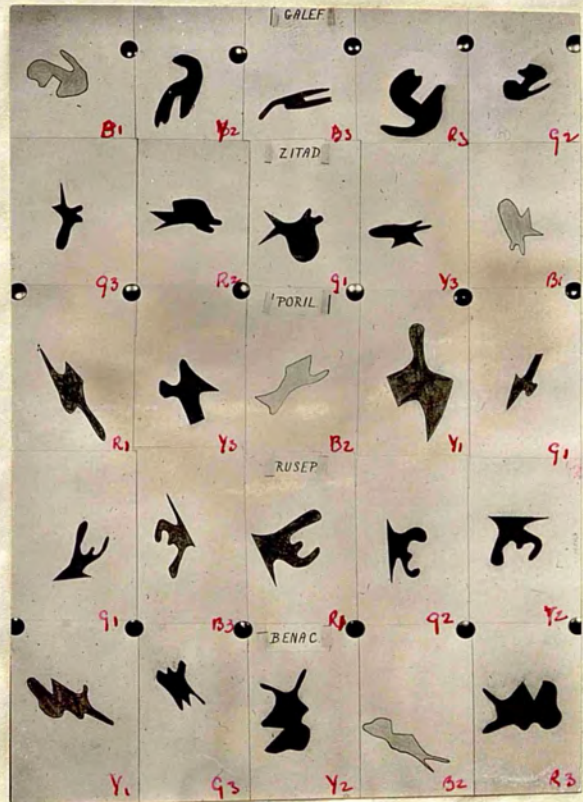 GALEF
B1 Y2 B3 R3 G2
ZITAD
G3 R2 G1 Y3 B1
PORIL
R1 Y3 B2 Y1 G1
RUSEP
G1 B3 R1 G2 Y2
BENAC
Y1 G3 Y2 B2 R3